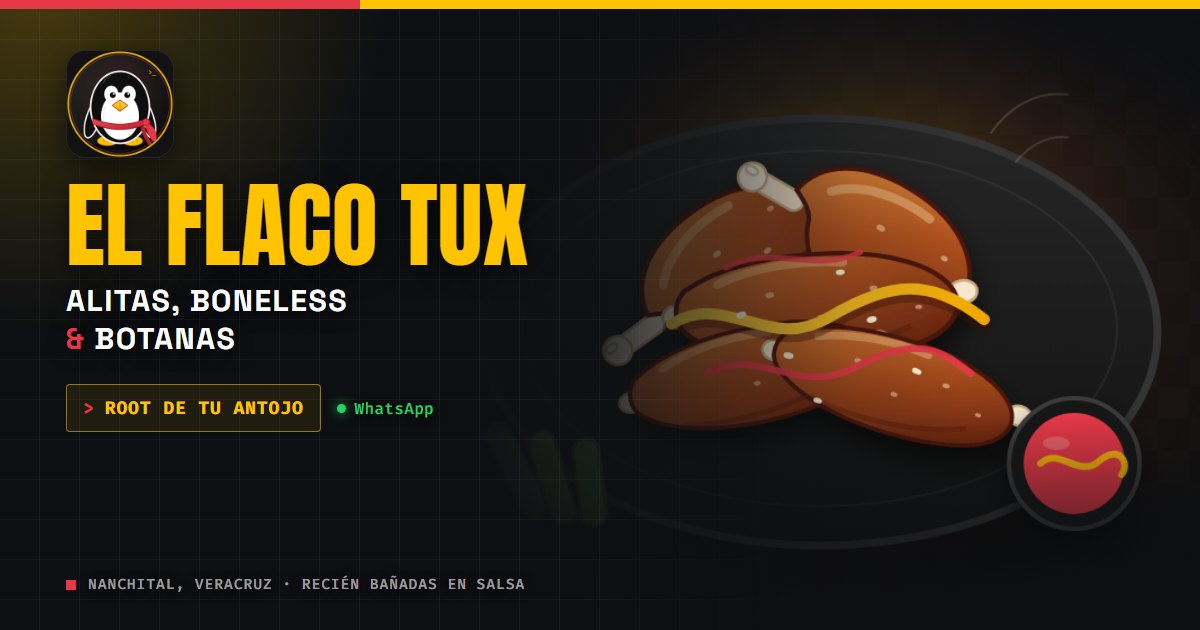 EL FLACO TUX
ALITAS, BONELESS
& BOTANAS
> ROOT DE TU ANTOJO
WhatsApp
NANCHITAL, VERACRUZ · RECIÉN BAÑADAS EN SALSA